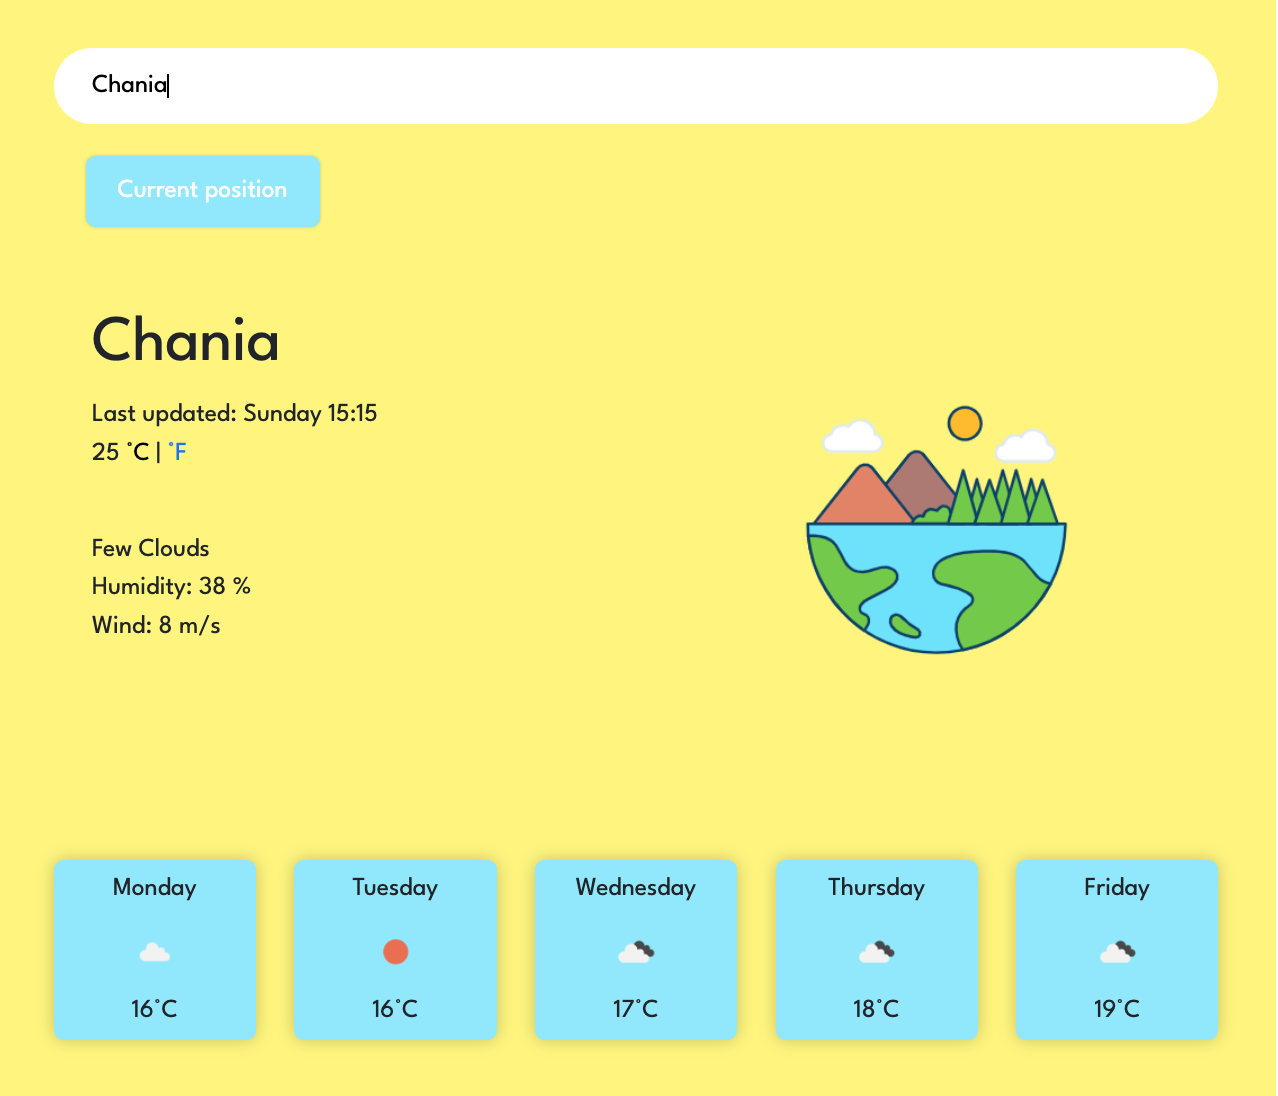 Chania
Current position
Chania
Last updated: Sunday 15:15
25 °C | °F
Few Clouds
Humidity: 38 %
Wind: 8 m/s
Monday
16°C
Tuesday
16°C
Wednesday
17°C
Thursday
18°C
Friday
19°C